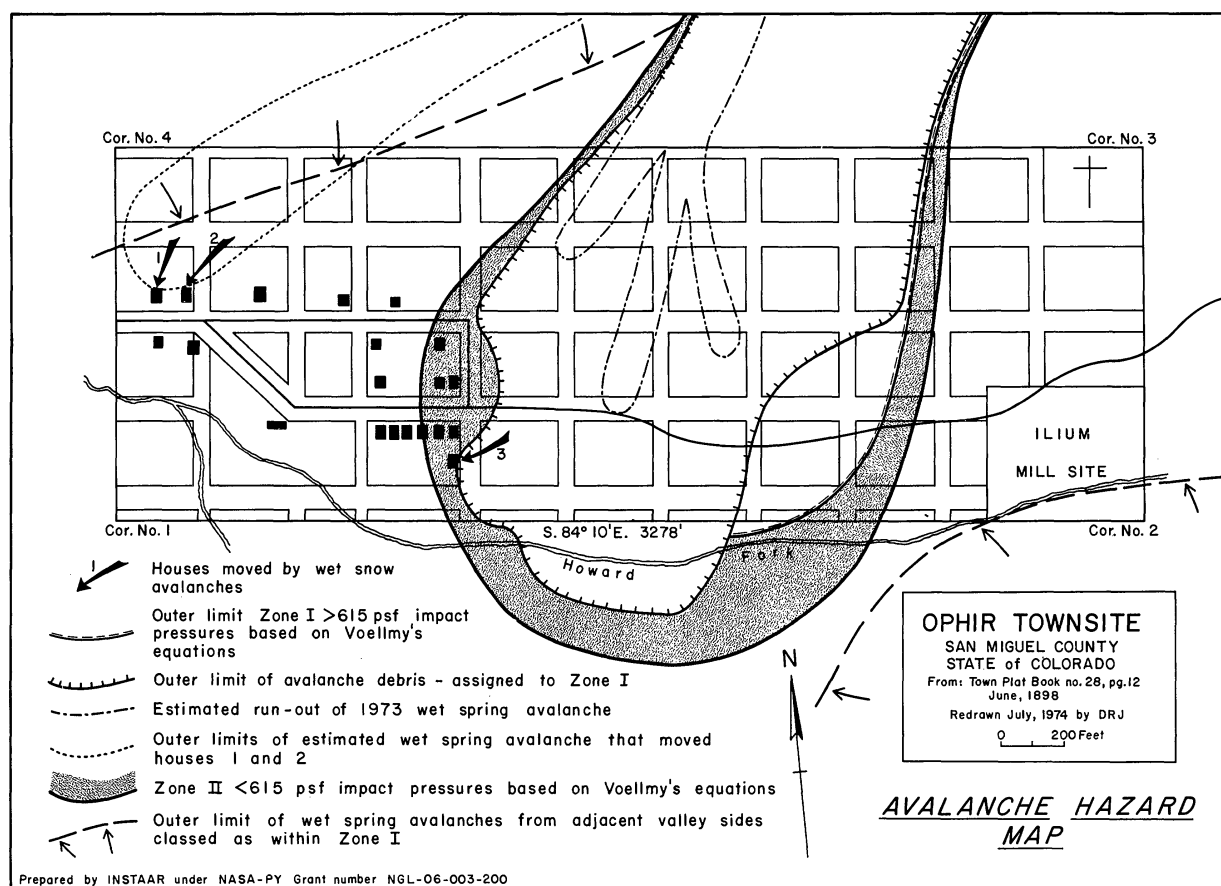 Cor. No. 4
Cor. No. 3
2
1
3
ILIUM
MILL SITE
Cor. No. 1
S. 84° 10' E. 3278'
Cor. No. 2
Howard Fork
1
Houses moved by wet snow
avalanches
Outer limit Zone I >615 psf impact
pressures based on Voellmy's
equations
Outer limit of avalanche debris - assigned to Zone I
Estimated run-out of 1973 wet spring avalanche
Outer limits of estimated wet spring avalanche that moved
houses 1 and 2
Zone II <615 psf impact pressures based on Voellmy's equations
Outer limit of wet spring avalanches from adjacent valley sides
classed as within Zone I
N
OPHIR TOWNSITE
SAN MIGUEL COUNTY
STATE of COLORADO
From: Town Plat Book no. 28, pg. 12
June, 1898
Redrawn July, 1974 by DRJ
0 200 Feet
AVALANCHE HAZARD
MAP
Prepared by INSTAAR under NASA-PY Grant number NGL-06-003-200